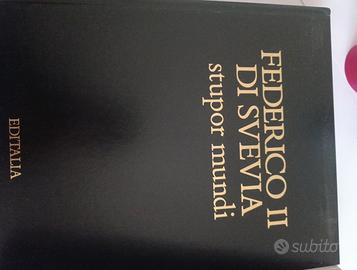 FEDERICO II
DI SVEVIA
stupor mundi
EDITALIA
subito